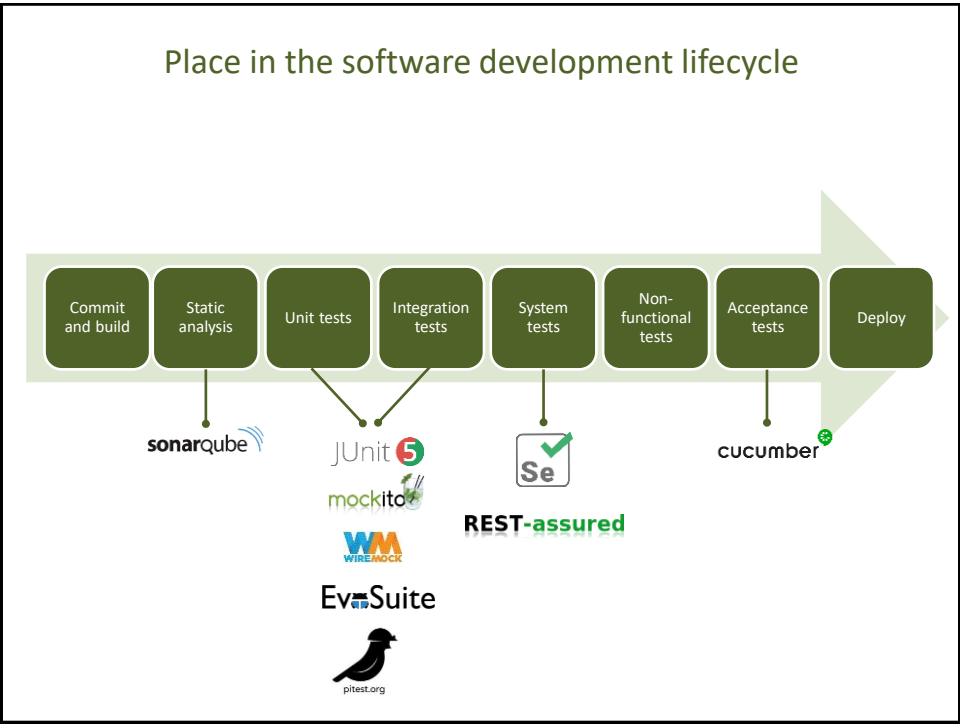 Place in the software development lifecycle
Commit
and build
Static
analysis
Unit tests
Integration
tests
System
tests
Non-
functional
tests
Acceptance
tests
Deploy
sonarqube
JUnit 5
mockito
WM
WIREMOCK
EvoSuite
pitest.org
Se
REST-assured
cucumber